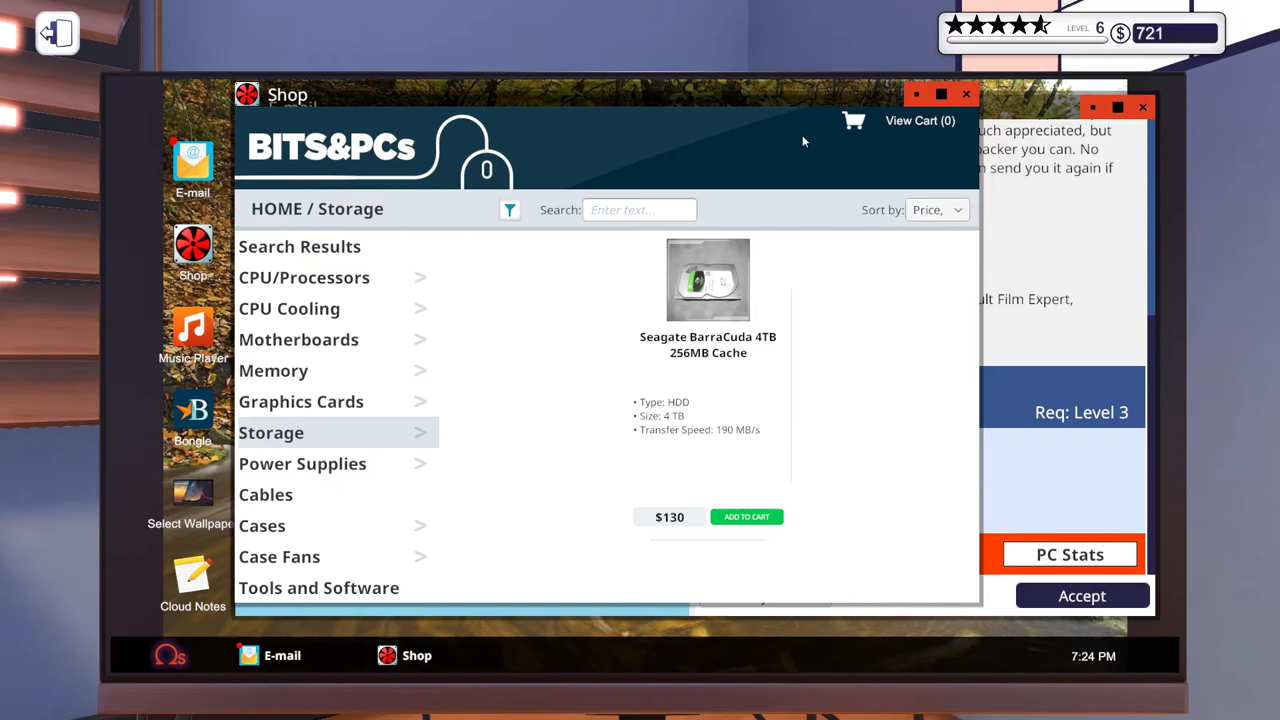 LEVEL 6 $ 721
Shop
E-mail
BITS&PCs
View Cart (0)
HOME / Storage
Search: Enter text...
Sort by: Price,
Search Results
CPU/Processors >
CPU Cooling >
Motherboards >
Memory >
Graphics Cards >
Storage >
Power Supplies >
Cables
Cases >
Case Fans >
Tools and Software
Seagate BarraCuda 4TB
256MB Cache
• Type: HDD
• Size: 4 TB
• Transfer Speed: 190 MB/s
$130
ADD TO CART
uch appreciated, but
packer you can. No
n send you it again if
ult Film Expert,
Req: Level 3
PC Stats
Accept
@
E-mail
Shop
Music Player
B
Bongle
Select Wallpape
Cloud Notes
Ωs
E-mail
Shop
7:24 PM